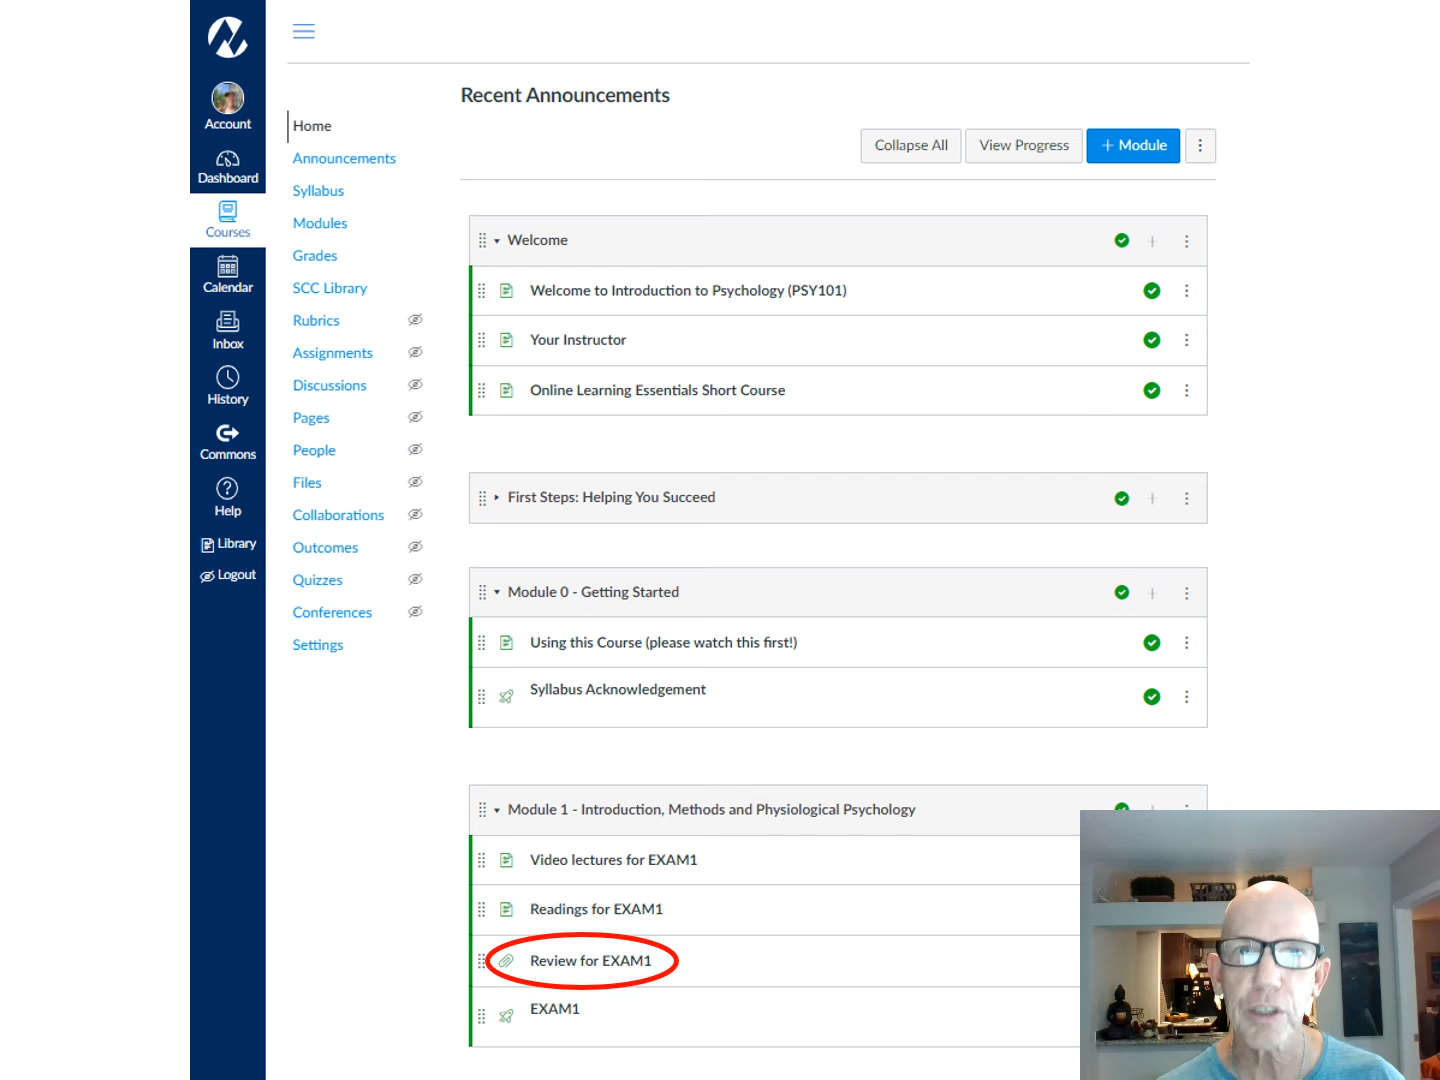 Recent Announcements
Account
Dashboard
Courses
Calendar
Inbox
History
Commons
Help
Library
Logout
Home
Announcements
Syllabus
Modules
Grades
SCC Library
Rubrics
Assignments
Discussions
Pages
People
Files
Collaborations
Outcomes
Quizzes
Conferences
Settings
Collapse All
View Progress
+ Module
Welcome
Welcome to Introduction to Psychology (PSY101)
Your Instructor
Online Learning Essentials Short Course
First Steps: Helping You Succeed
Module 0 - Getting Started
Using this Course (please watch this first!)
Syllabus Acknowledgement
Module 1 - Introduction, Methods and Physiological Psychology
Video lectures for EXAM1
Readings for EXAM1
Review for EXAM1
EXAM1